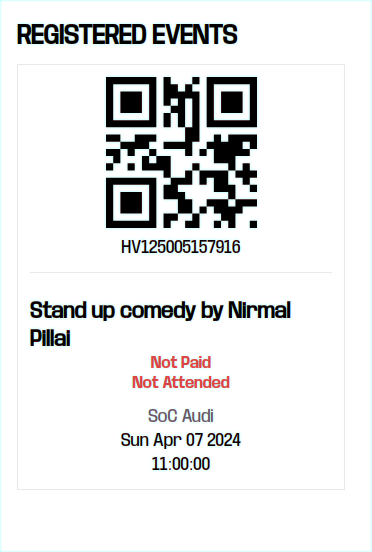 REGISTERED EVENTS
HV125005157916
Stand up comedy by Nirmal
Pillai
Not Paid
Not Attended
SoC Audi
Sun Apr 07 2024
11:00:00